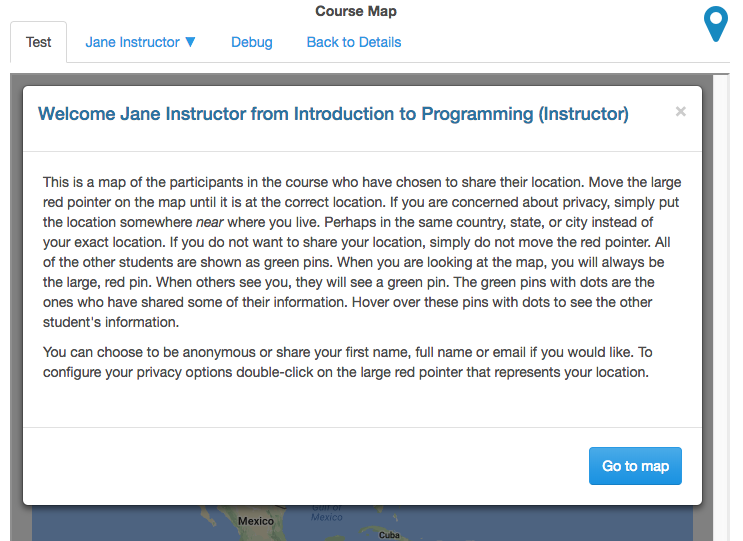 Course Map
Test
Jane Instructor ▼
Debug
Back to Details
Welcome Jane Instructor from Introduction to Programming (Instructor)
×
This is a map of the participants in the course who have chosen to share their location. Move the large
red pointer on the map until it is at the correct location. If you are concerned about privacy, simply put
the location somewhere near where you live. Perhaps in the same country, state, or city instead of
your exact location. If you do not want to share your location, simply do not move the red pointer. All
of the other students are shown as green pins. When you are looking at the map, you will always be
the large, red pin. When others see you, they will see a green pin. The green pins with dots are the
ones who have shared some of their information. Hover over these pins with dots to see the other
student's information.
You can choose to be anonymous or share your first name, full name or email if you would like. To
configure your privacy options double-click on the large red pointer that represents your location.
Go to map
Gulf of
Mexico
Mexico
Cuba